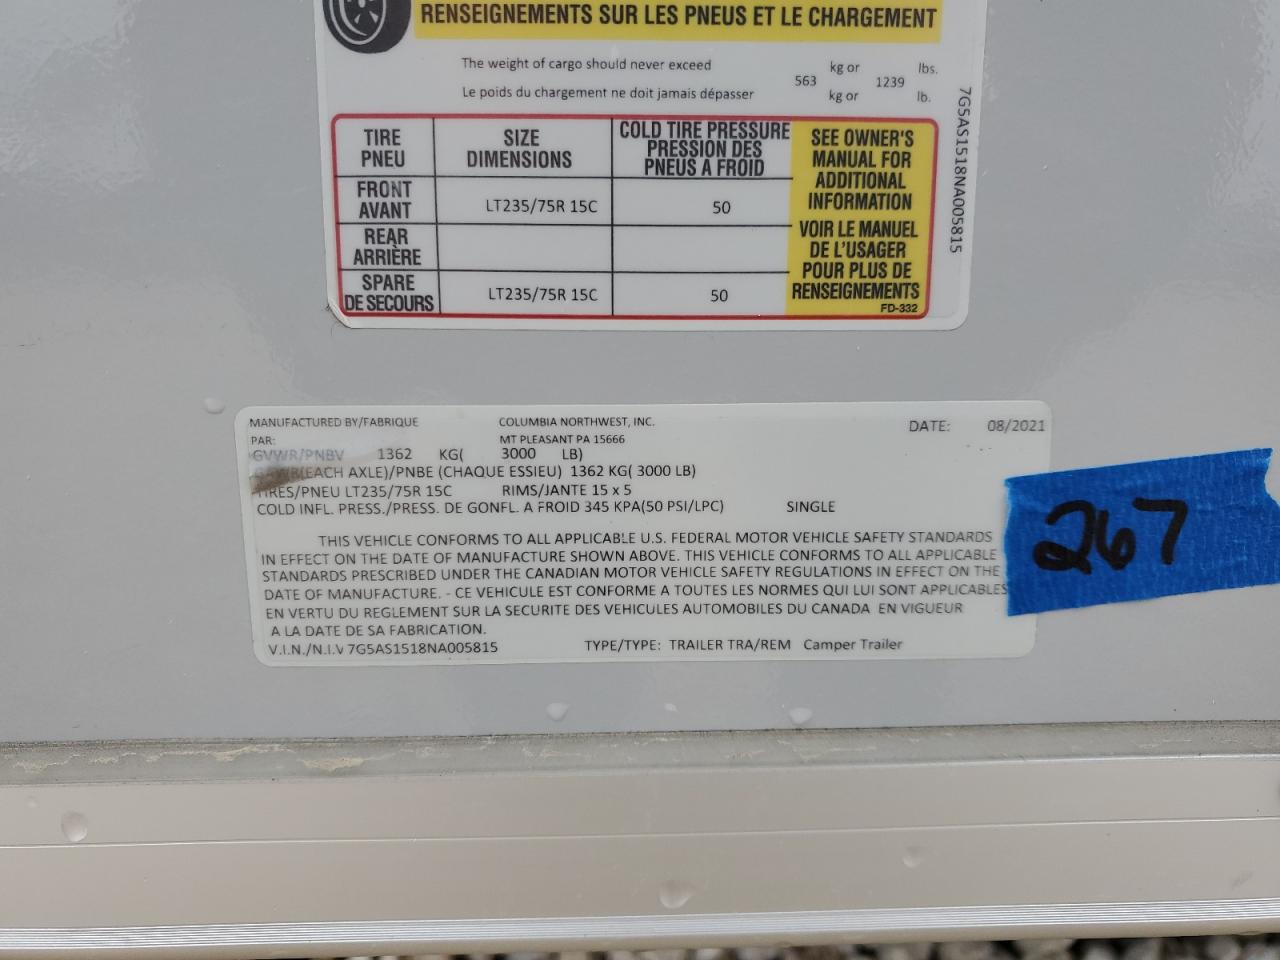 RENSEIGNEMENTS SUR LES PNEUS ET LE CHARGEMENT
The weight of cargo should never exceed 563 kg or 1239 lbs.
Le poids du chargement ne doit jamais dépasser kg or lb.
TIRE PNEU
SIZE DIMENSIONS
COLD TIRE PRESSURE
PRESSION DES
PNEUS A FROID
FRONT AVANT
LT235/75R 15C
50
REAR ARRIÈRE
SPARE DE SECOURS
LT235/75R 15C
50
SEE OWNER'S
MANUAL FOR
ADDITIONAL
INFORMATION
VOIR LE MANUEL
DE L'USAGER
POUR PLUS DE
RENSEIGNEMENTS
FD-332
7G5AS1518NA005815
MANUFACTURED BY/FABRIQUE COLUMBIA NORTHWEST, INC. DATE: 08/2021
PAR: MT PLEASANT PA 15666
GVWR/PNBV 1362 KG( 3000 LB)
(EACH AXLE)/PNBE (CHAQUE ESSIEU) 1362 KG( 3000 LB)
TIRES/PNEU LT235/75R 15C RIMS/JANTE 15 x 5
COLD INFL. PRESS./PRESS. DE GONFL. A FROID 345 KPA(50 PSI/LPC) SINGLE
THIS VEHICLE CONFORMS TO ALL APPLICABLE U.S. FEDERAL MOTOR VEHICLE SAFETY STANDARDS
IN EFFECT ON THE DATE OF MANUFACTURE SHOWN ABOVE. THIS VEHICLE CONFORMS TO ALL APPLICABLE
STANDARDS PRESCRIBED UNDER THE CANADIAN MOTOR VEHICLE SAFETY REGULATIONS IN EFFECT ON THE
DATE OF MANUFACTURE. - CE VEHICULE EST CONFORME A TOUTES LES NORMES QUI LUI SONT APPLICABLES
EN VERTU DU REGLEMENT SUR LA SECURITE DES VEHICULES AUTOMOBILES DU CANADA EN VIGUEUR
A LA DATE DE SA FABRICATION.
V.I.N./N.I.V 7G5AS1518NA005815 TYPE/TYPE: TRAILER TRA/REM Camper Trailer
267